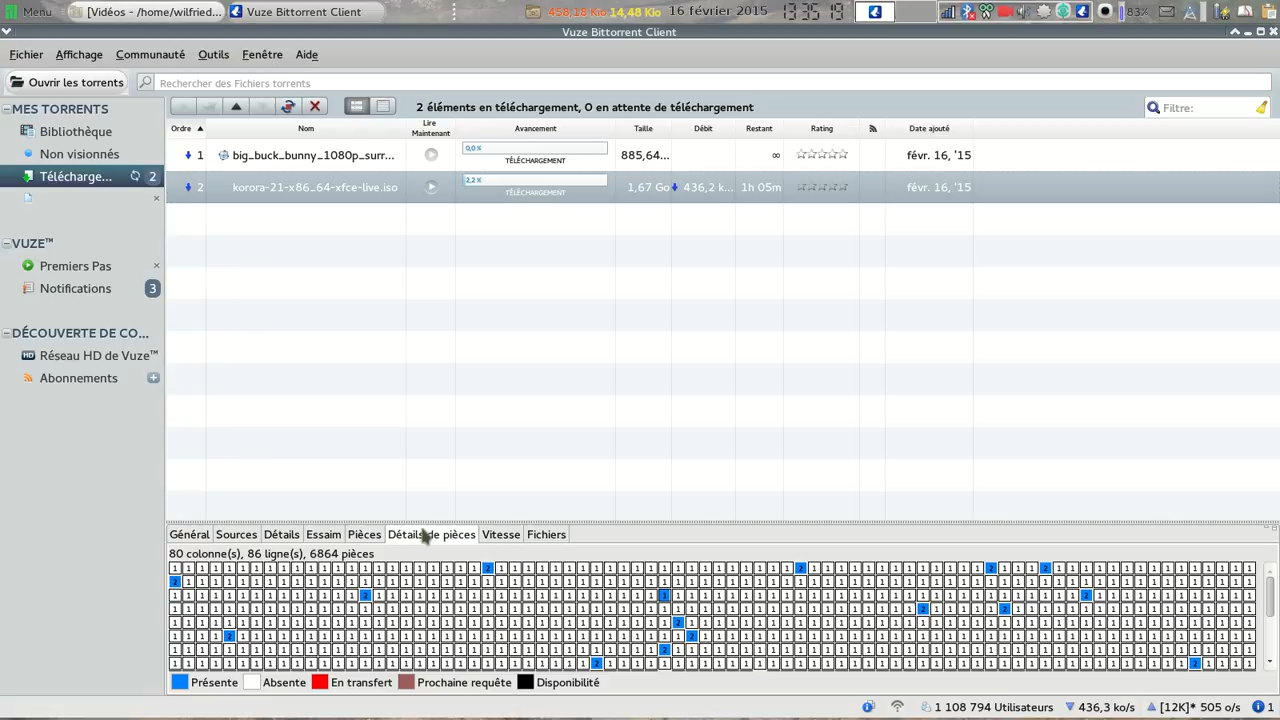 Menu [Vidéos - /home/wilfried... Vuze Bittorrent Client 458,18 Kio 14,48 Kio 16 février 2015 13:35:19 83%
Vuze Bittorrent Client
Fichier Affichage Communauté Outils Fenêtre Aide
Ouvrir les torrents Rechercher des Fichiers torrents
MES TORRENTS
Bibliothèque
Non visionnés
Télécharge... 2
VUZE™
Premiers Pas
Notifications 3
DÉCOUVERTE DE CO...
Réseau HD de Vuze™
Abonnements
2 éléments en téléchargement, 0 en attente de téléchargement Filtre:
Ordre Nom Lire Maintenant Avancement Taille Débit Restant Rating Date ajouté
1 big_buck_bunny_1080p_surr... 0,0 % TÉLÉCHARGEMENT 885,64... ∞ févr. 16, '15
2 korora-21-x86_64-xfce-live.iso 2,2 % TÉLÉCHARGEMENT 1,67 Go 436,2 k... 1h 05m févr. 16, '15
Général Sources Détails Essaim Pièces Détails de pièces Vitesse Fichiers
80 colonne(s), 86 ligne(s), 6864 pièces
Présente Absente En transfert Prochaine requête Disponibilité
1 108 794 Utilisateurs 436,3 ko/s [12K]* 505 o/s 1